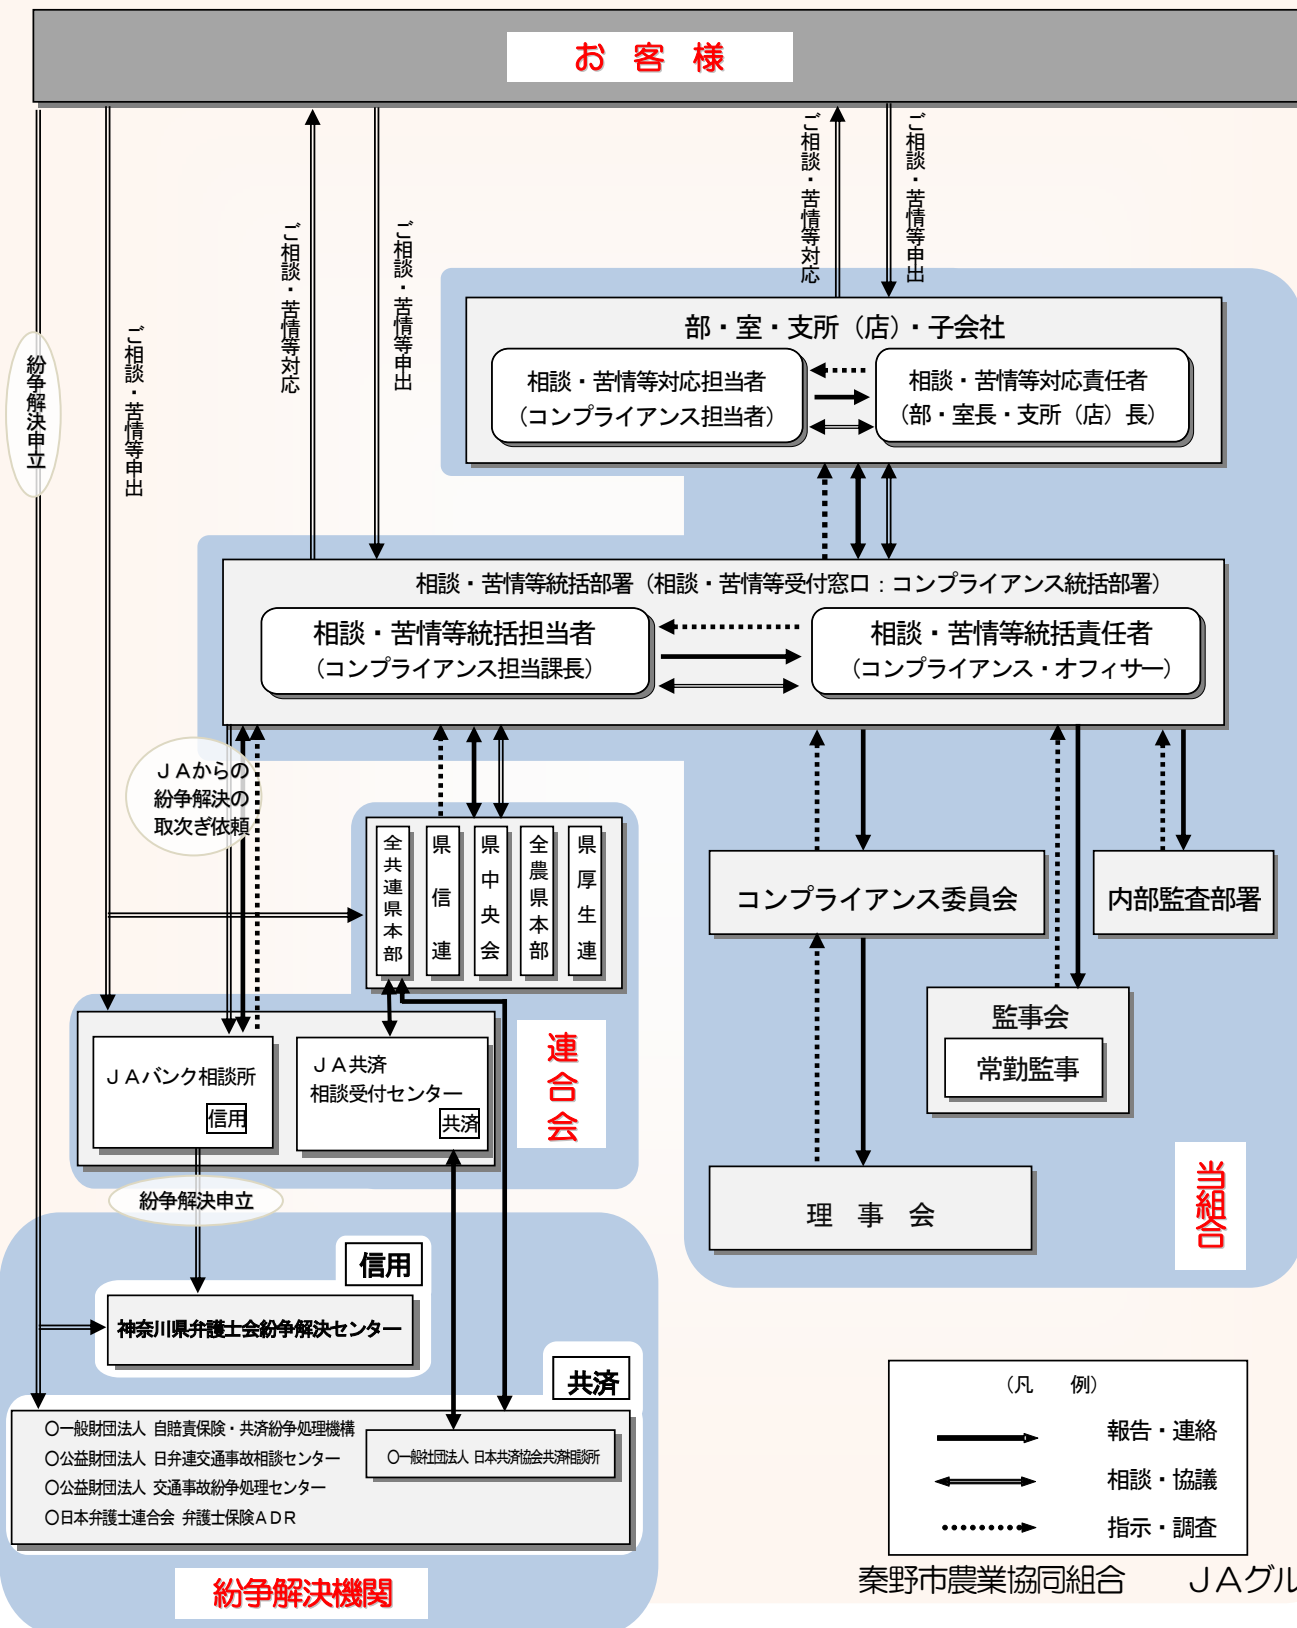 お 客 様
ご相談・苦情等対応
ご相談・苦情等申出
ご相談・苦情等対応
ご相談・苦情等申出
ご相談・苦情等申出
紛争解決申立
部・室・支所（店）・子会社
相談・苦情等対応担当者
（コンプライアンス担当者）
相談・苦情等対応責任者
（部・室長・支所（店）長）
相談・苦情等統括部署（相談・苦情等受付窓口：コンプライアンス統括部署）
相談・苦情等統括担当者
（コンプライアンス担当課長）
相談・苦情等統括責任者
（コンプライアンス・オフィサー）
ＪＡからの
紛争解決の
取次ぎ依頼
全共連県本部
県信連
県中央会
全農県本部
県厚生連
コンプライアンス委員会
内部監査部署
監事会
常勤監事
理 事 会
当組合
連合会
ＪＡバンク相談所
信用
ＪＡ共済
相談受付センター
共済
紛争解決申立
信用
神奈川県弁護士会紛争解決センター
共済
○一般財団法人 自賠責保険・共済紛争処理機構
○公益財団法人 日弁連交通事故相談センター
○公益財団法人 交通事故紛争処理センター
○日本弁護士連合会 弁護士保険ＡＤＲ
○一般社団法人 日本共済協会共済相談所
紛争解決機関
（凡 例）
報告・連絡
相談・協議
指示・調査
秦野市農業協同組合 ＪＡグル